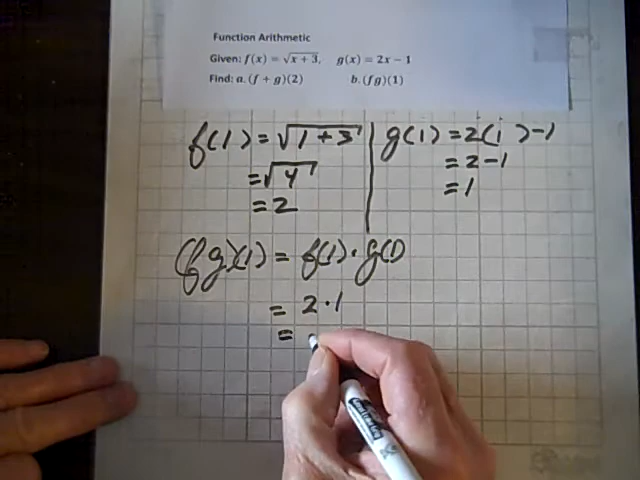 Function Arithmetic
Given: f(x) = √x + 3, g(x) = 2x − 1
Find: a. (f + g)(2) b. (fg)(1)
f(1) = √1 + 3 g(1) = 2(1) − 1
= √4 = 2 − 1
= 2 = 1
(fg)(1) = f(1) · g(1)
= 2 · 1
=